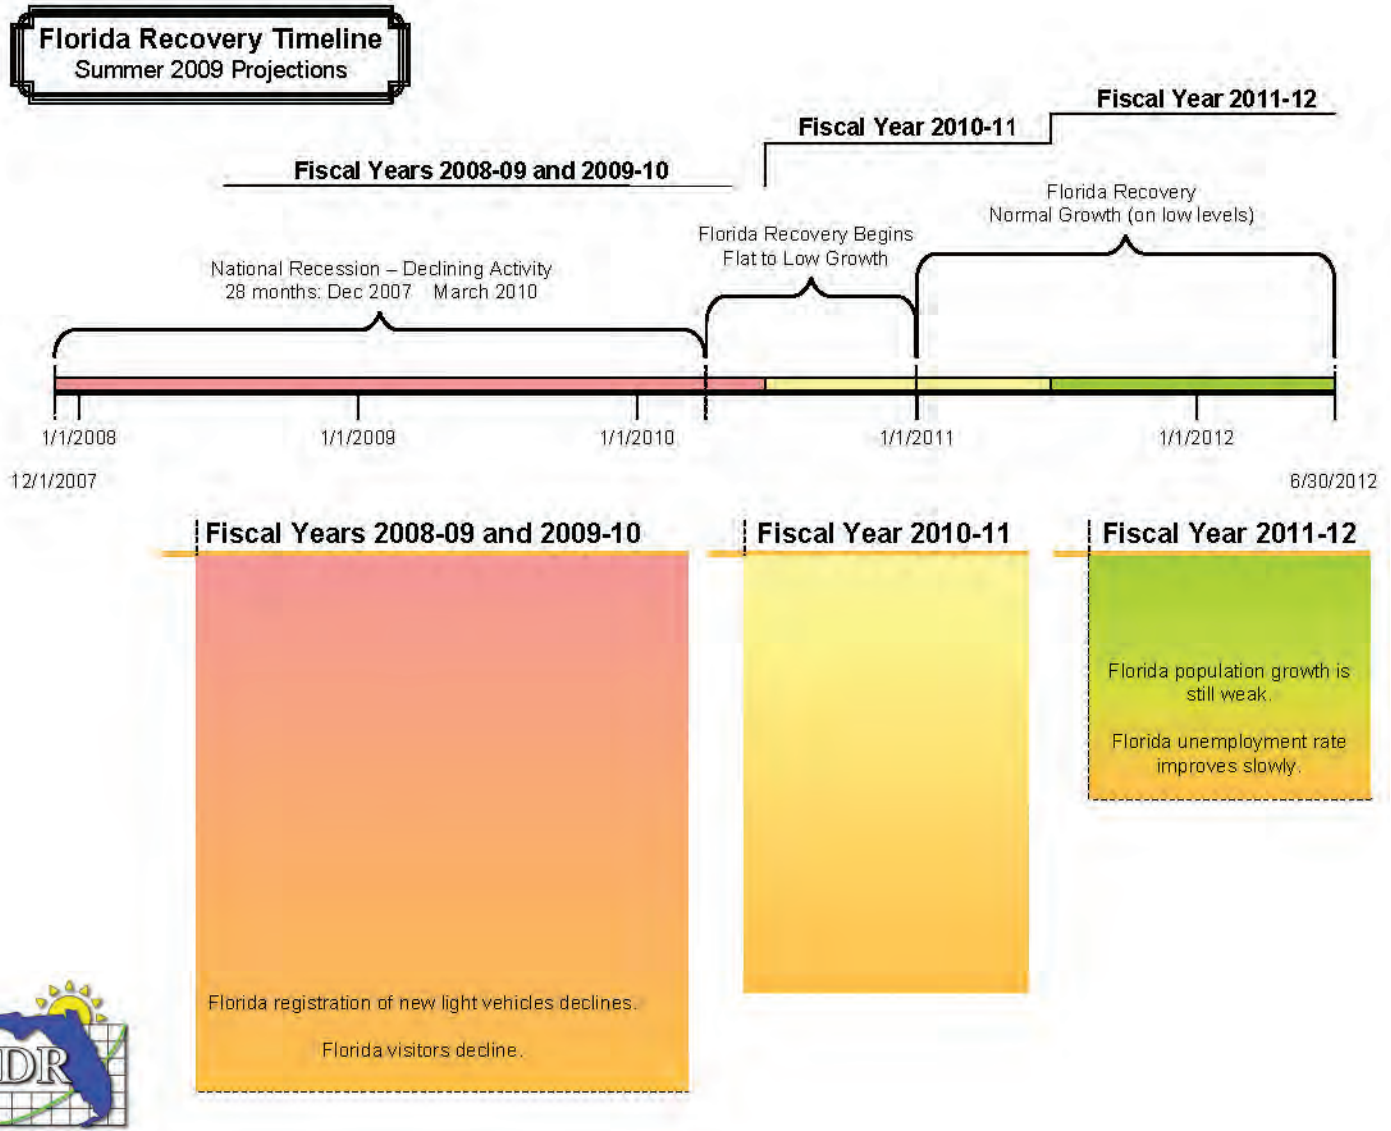 Florida Recovery Timeline
Summer 2009 Projections
Fiscal Year 2011-12
Fiscal Year 2010-11
Fiscal Years 2008-09 and 2009-10
Florida Recovery
Normal Growth (on low levels)
Florida Recovery Begins
Flat to Low Growth
National Recession – Declining Activity
28 months: Dec 2007 March 2010
1/1/2008
1/1/2009
1/1/2010
1/1/2011
1/1/2012
12/1/2007
6/30/2012
Fiscal Years 2008-09 and 2009-10
Fiscal Year 2010-11
Fiscal Year 2011-12
Florida population growth is
still weak.
Florida unemployment rate
improves slowly.
Florida registration of new light vehicles declines.
Florida visitors decline.
DR